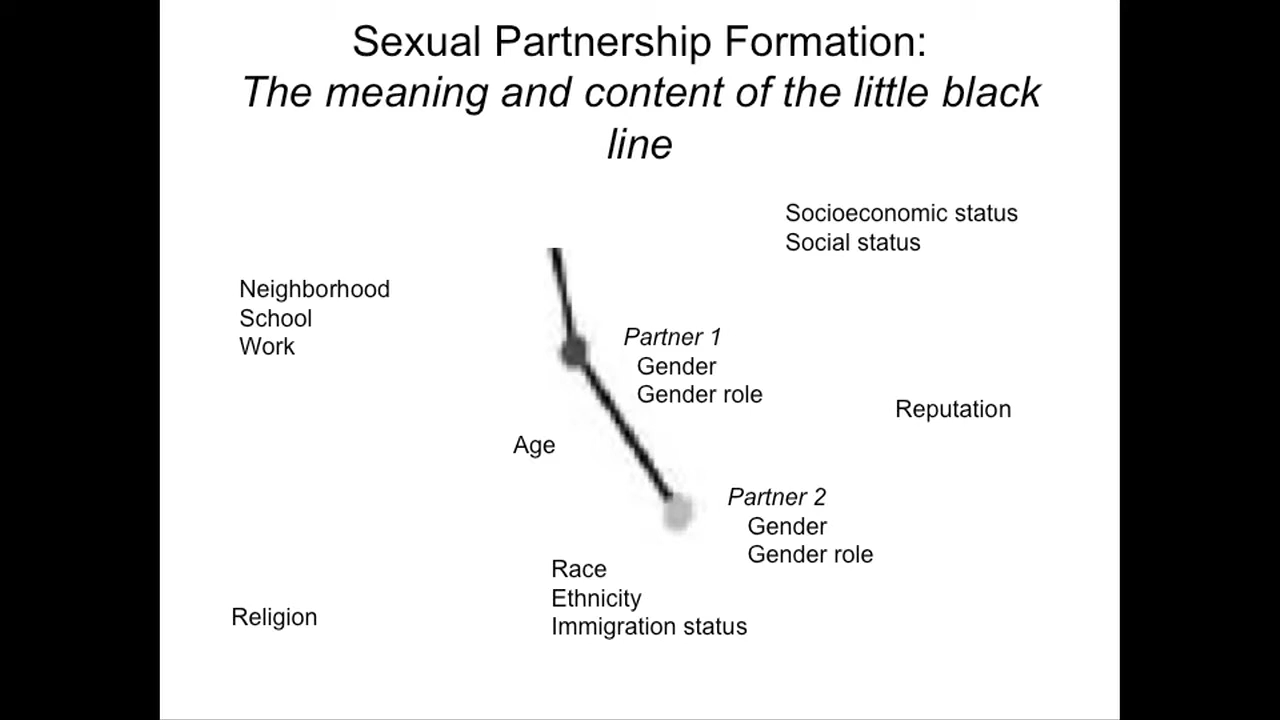 Sexual Partnership Formation:
The meaning and content of the little black
line
Socioeconomic status
Social status
Neighborhood
School
Work
Partner 1
Gender
Gender role
Reputation
Age
Partner 2
Gender
Gender role
Race
Ethnicity
Immigration status
Religion